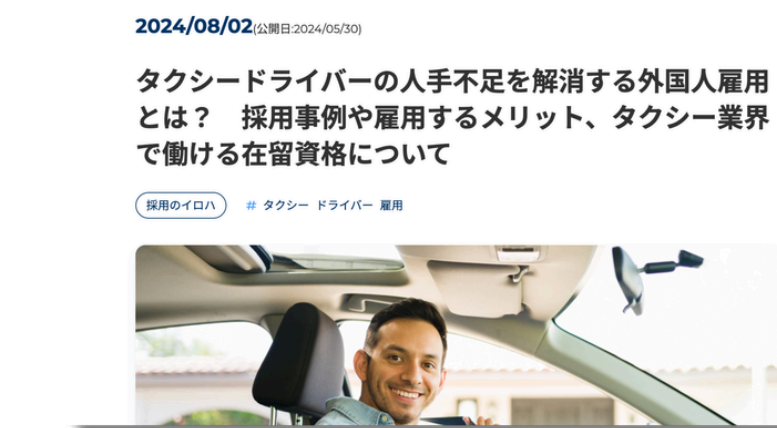 2024/08/02(公開日:2024/05/30)
タクシードライバーの人手不足を解消する外国人雇用
とは？　採用事例や雇用するメリット、タクシー業界
で働ける在留資格について
採用のイロハ # タクシー ドライバー 雇用